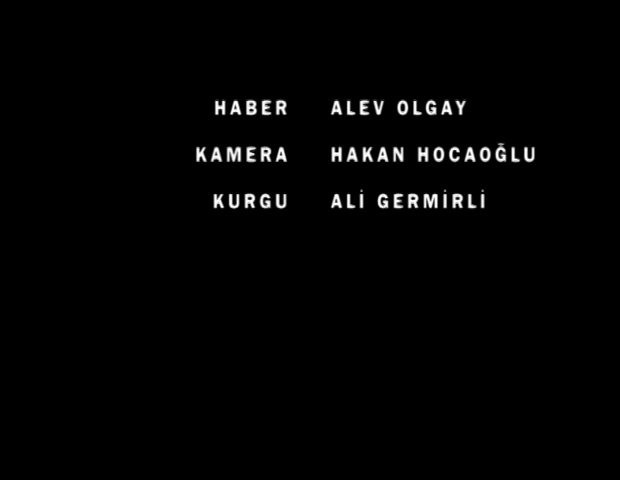 HABER ALEV OLGAY
KAMERA HAKAN HOCAOĞLU
KURGU ALİ GERMİRLİ